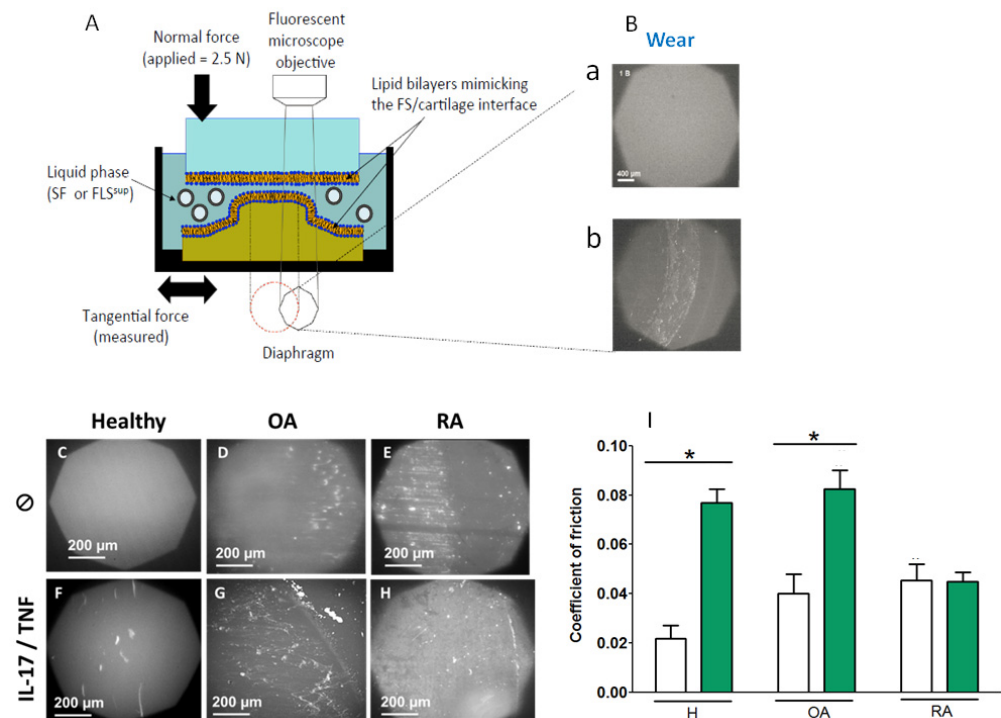 A
Normal force
(applied = 2.5 N)
Fluorescent
microscope
objective
Lipid bilayers mimicking
the FS/cartilage interface
Liquid phase
(SF or FLSsup)
Tangential force
(measured)
Diaphragm
B
Wear
a
1 B
400 µm
b
Healthy OA RA
∅
C
200 µm
D
200 µm
E
200 µm
IL-17 / TNF
F
200 µm
G
200 µm
H
200 µm
I
Coefficient of friction
0.10
0.08
0.06
0.04
0.02
0.00
* *
H OA RA